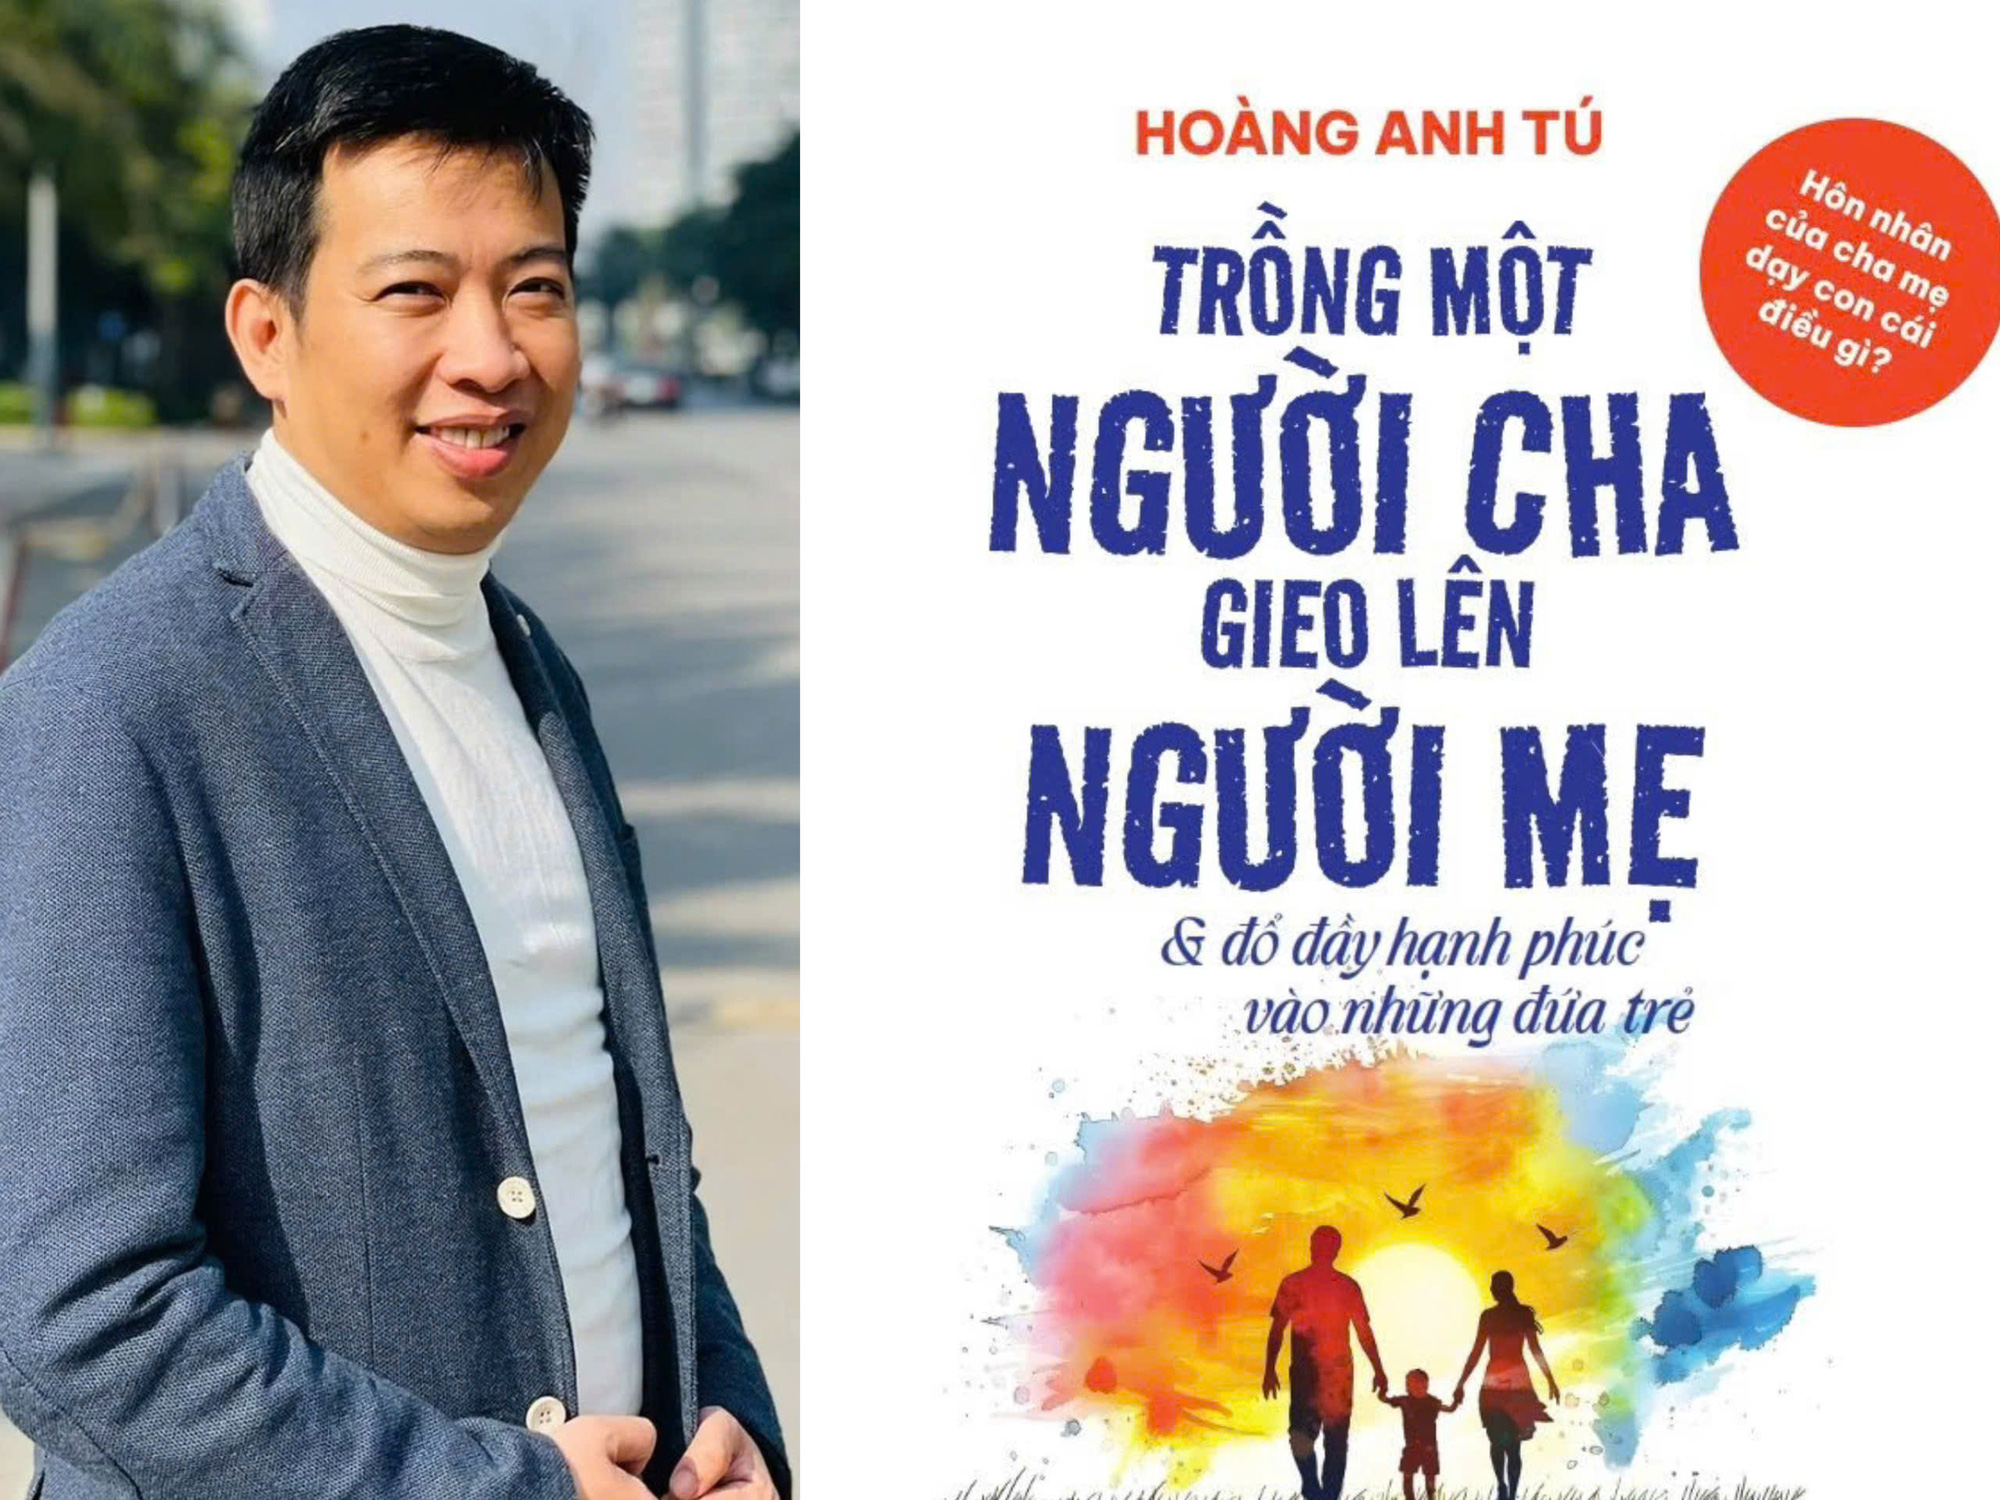 HOÀNG ANH TÚ
Hôn nhân
của cha mẹ
dạy con cái
điều gì?
TRỒNG MỘT
NGƯỜI CHA
GIEO LÊN
NGƯỜI MẸ
& đổ đầy hạnh phúc
vào những đứa trẻ